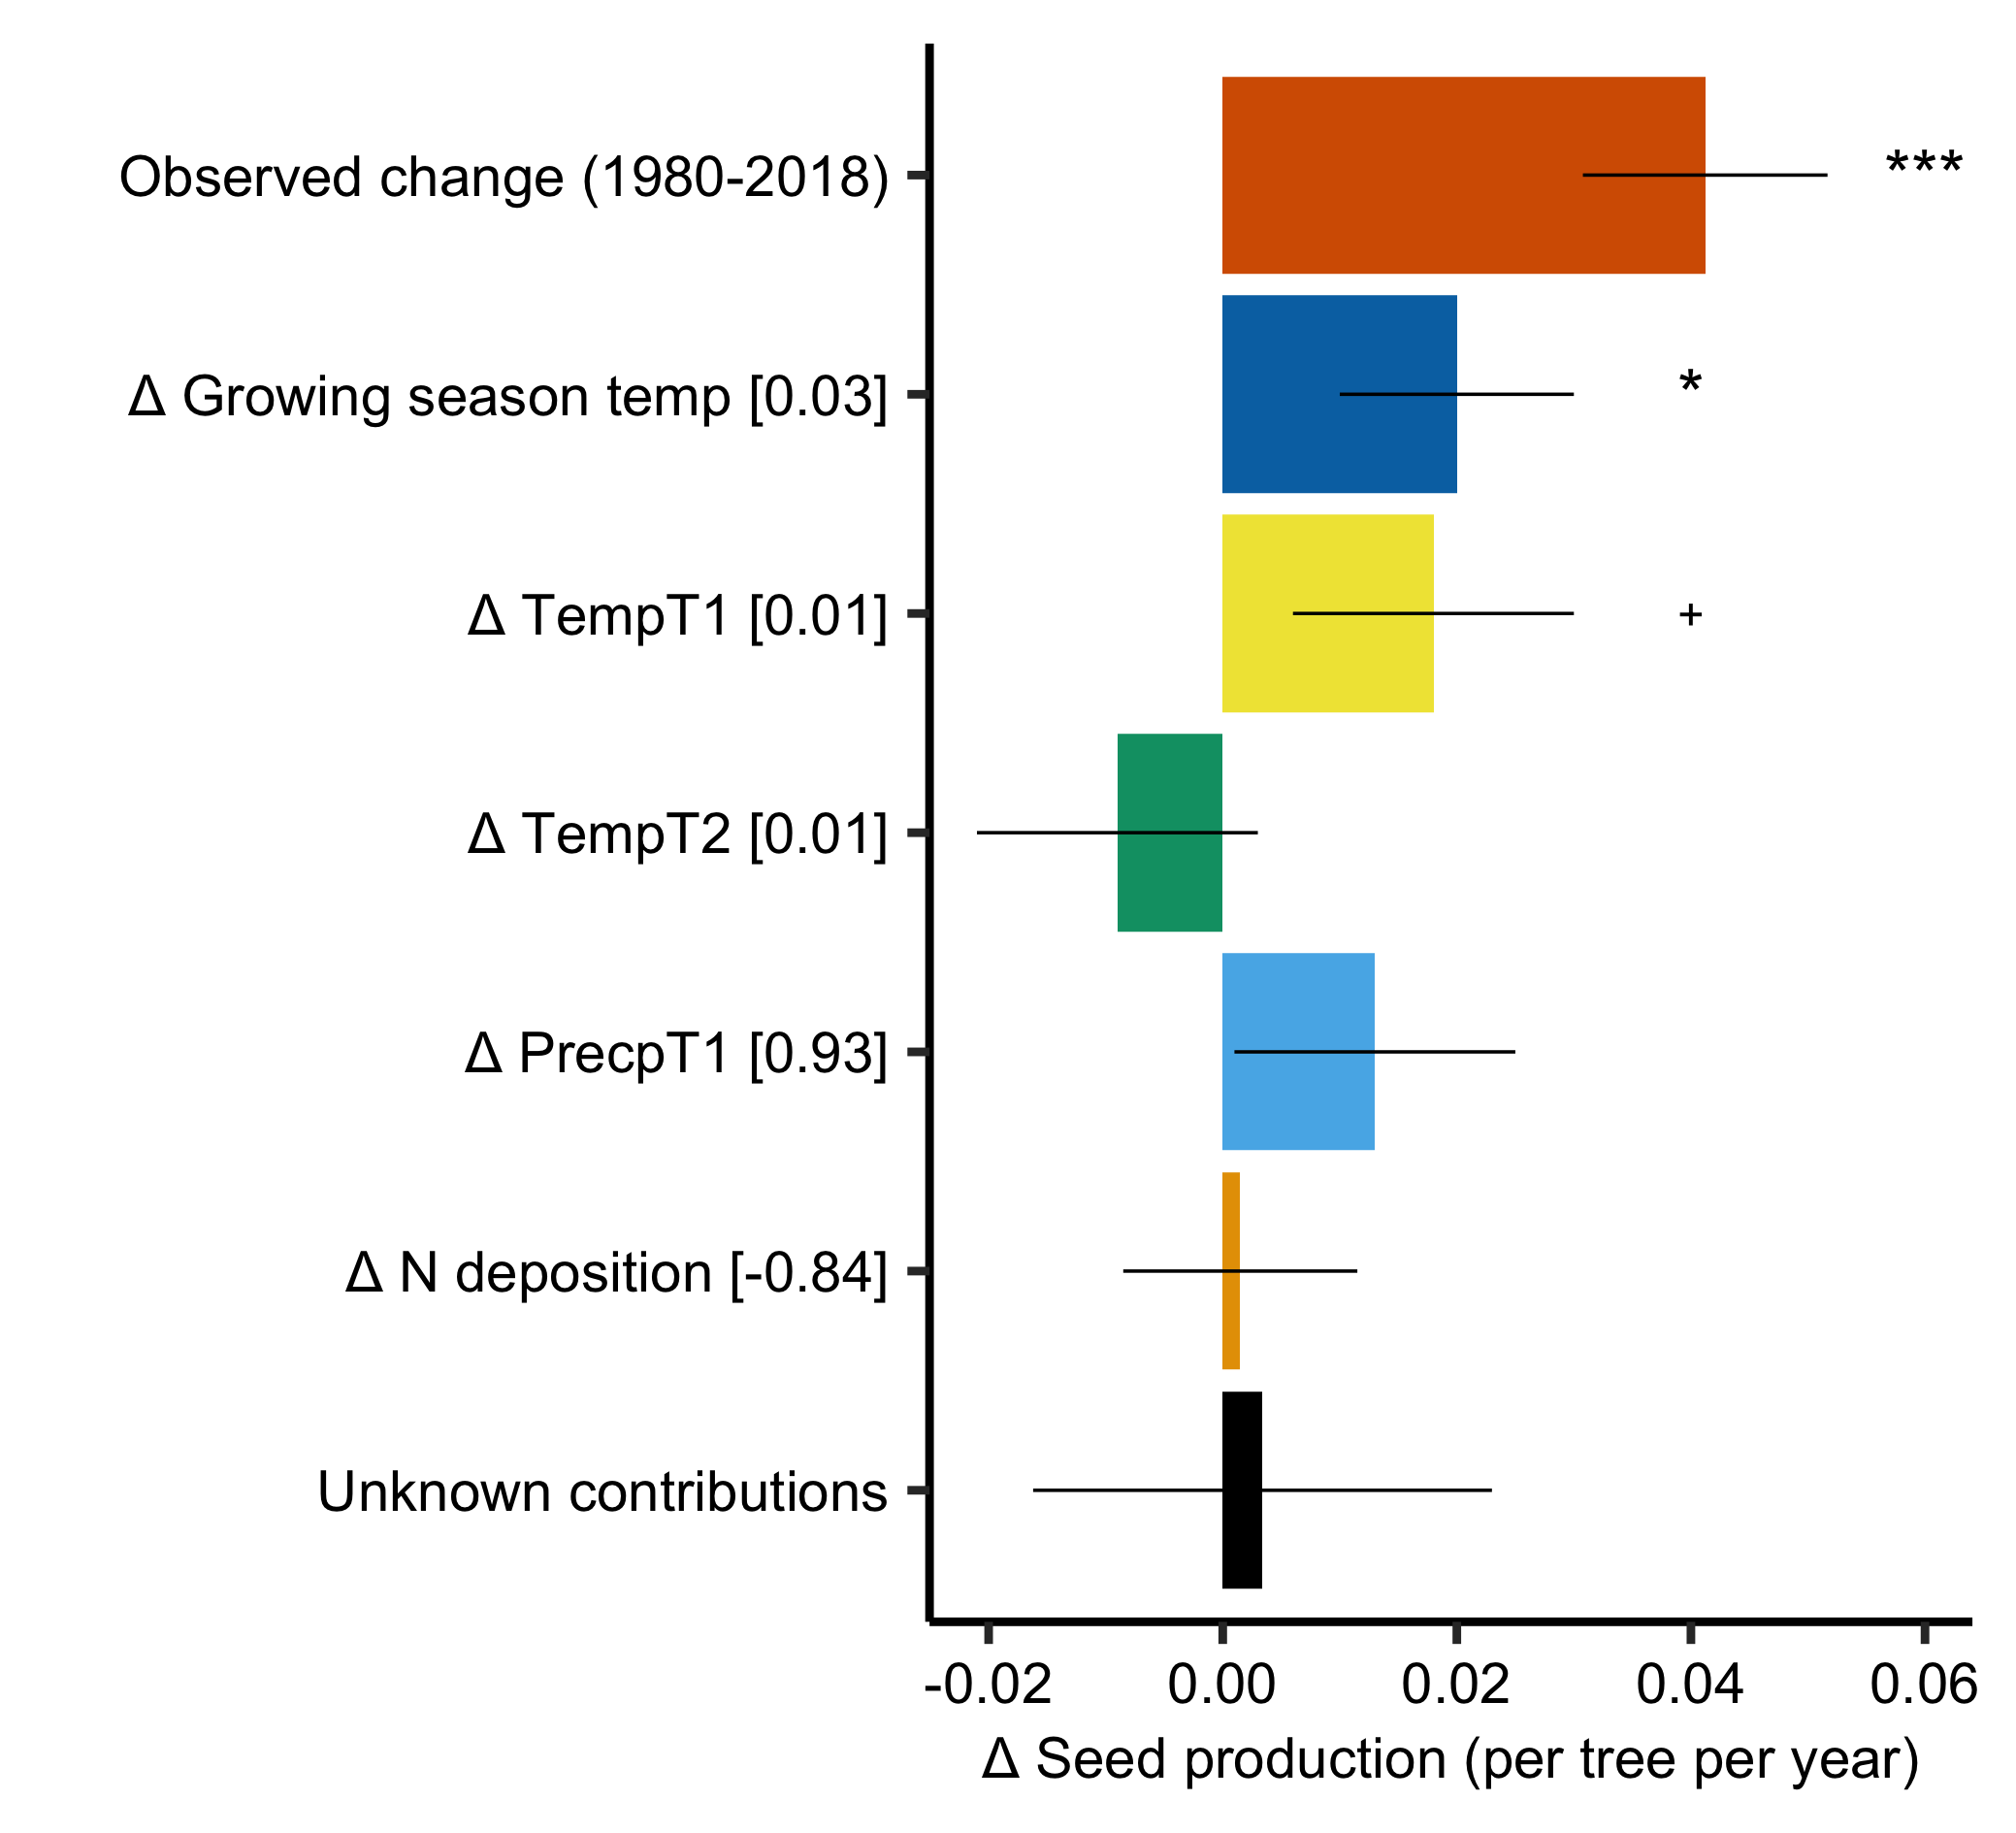 Observed change (1980-2018)
***
Δ Growing season temp [0.03]
*
Δ TempT1 [0.01]
+
Δ TempT2 [0.01]
Δ PrecpT1 [0.93]
Δ N deposition [-0.84]
Unknown contributions
-0.02 0.00 0.02 0.04 0.06
Δ Seed production (per tree per year)